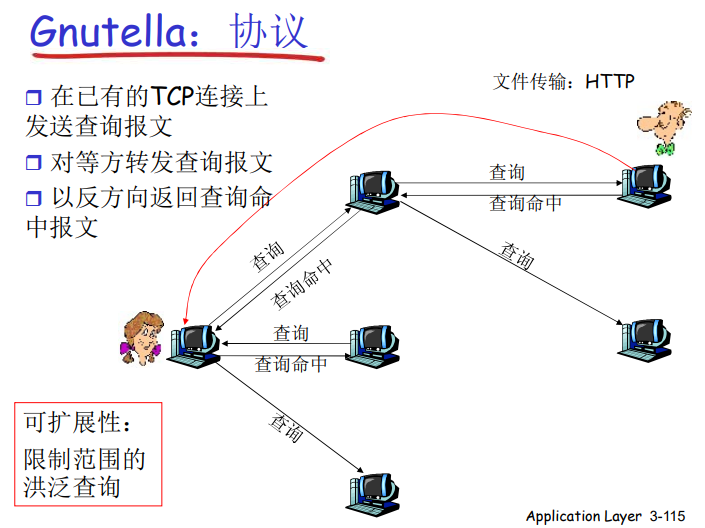 Gnutella：协议
❒ 在已有的TCP连接上
发送查询报文
❒ 对等方转发查询报文
❒ 以反方向返回查询命
中报文
文件传输：HTTP
查询
查询命中
查询
查询命中
查询
查询
查询命中
查询
可扩展性：
限制范围的
洪泛查询
Application Layer 3-115